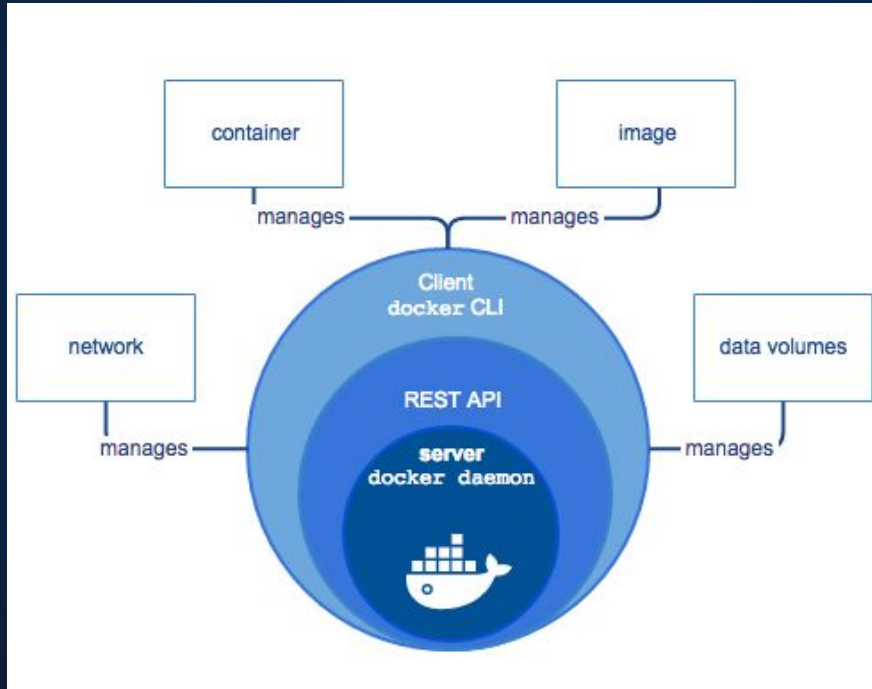 container
image
manages
manages
Client
docker CLI
network
data volumes
REST API
manages
server
manages
docker daemon